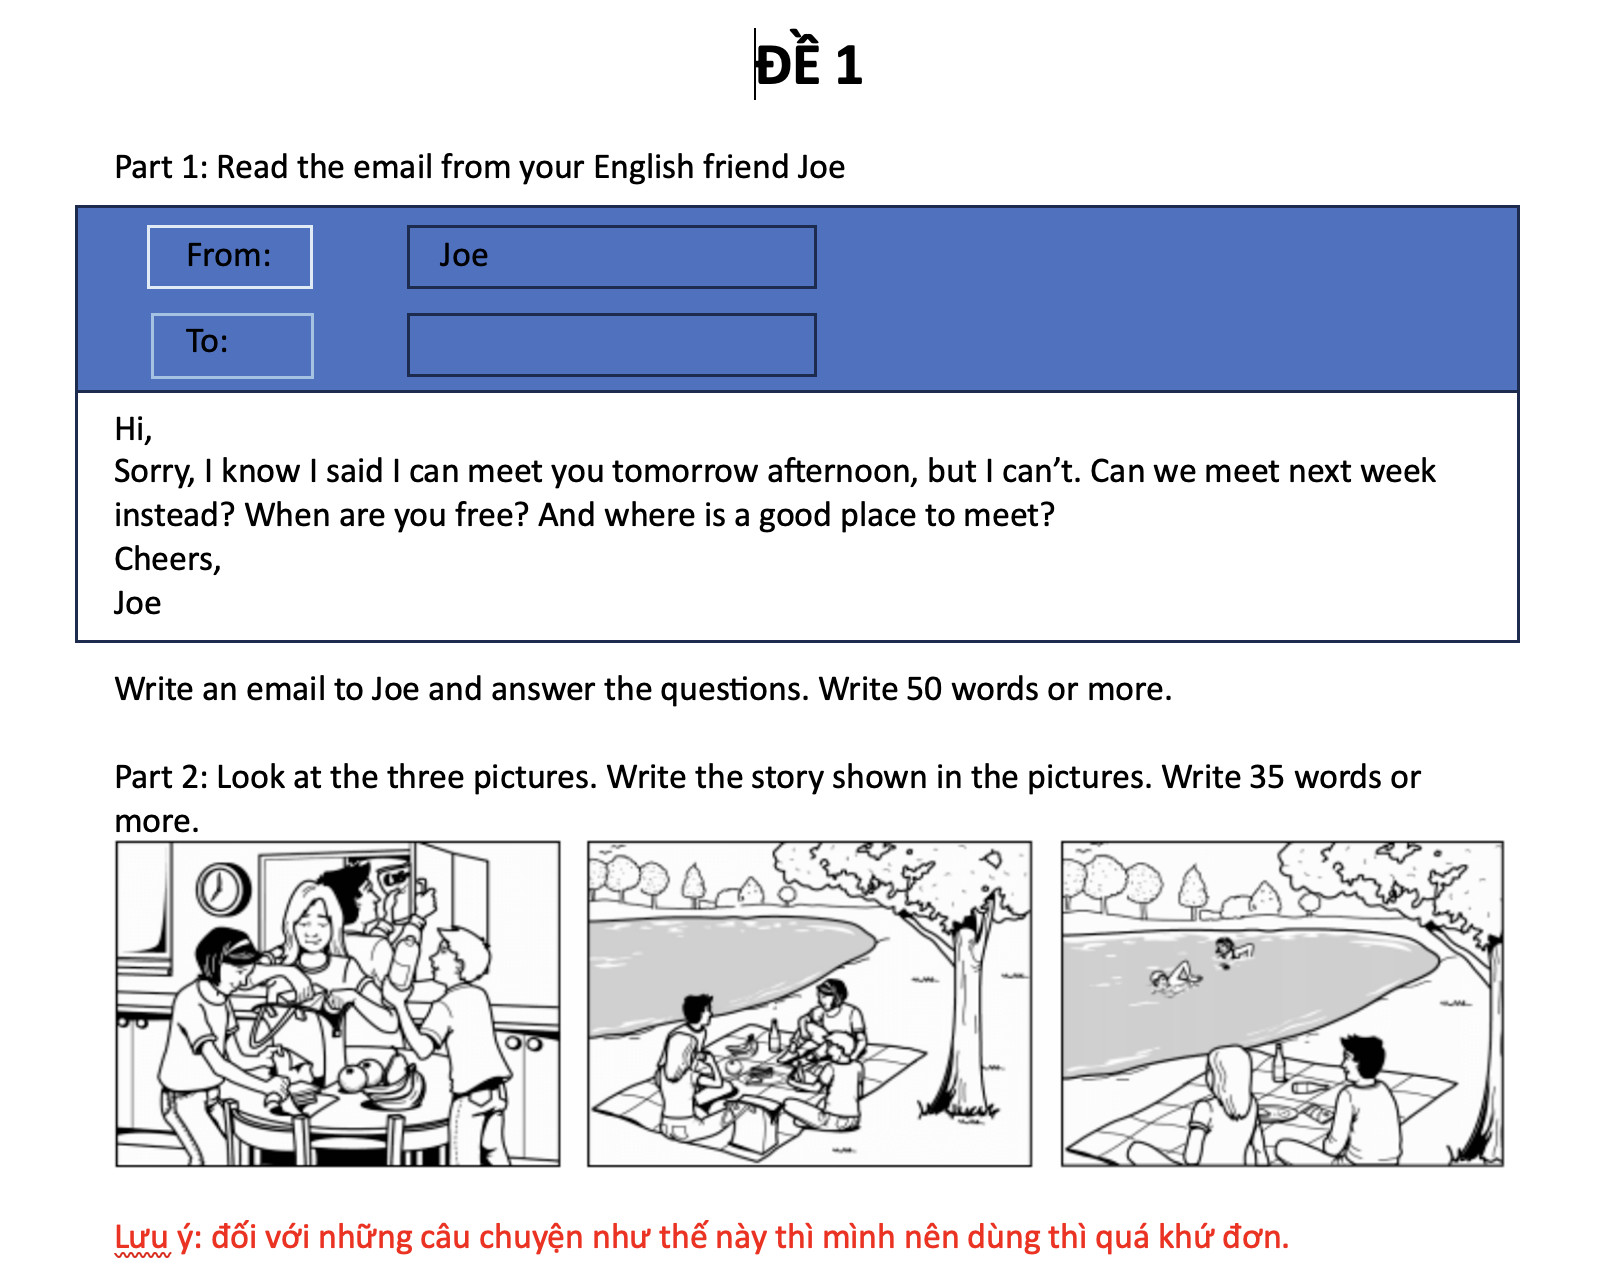 ĐỀ 1
Part 1: Read the email from your English friend Joe
From:
Joe
To:
Hi,
Sorry, I know I said I can meet you tomorrow afternoon, but I can’t. Can we meet next week
instead? When are you free? And where is a good place to meet?
Cheers,
Joe
Write an email to Joe and answer the questions. Write 50 words or more.
Part 2: Look at the three pictures. Write the story shown in the pictures. Write 35 words or
more.
Lưu ý: đối với những câu chuyện như thế này thì mình nên dùng thì quá khứ đơn.